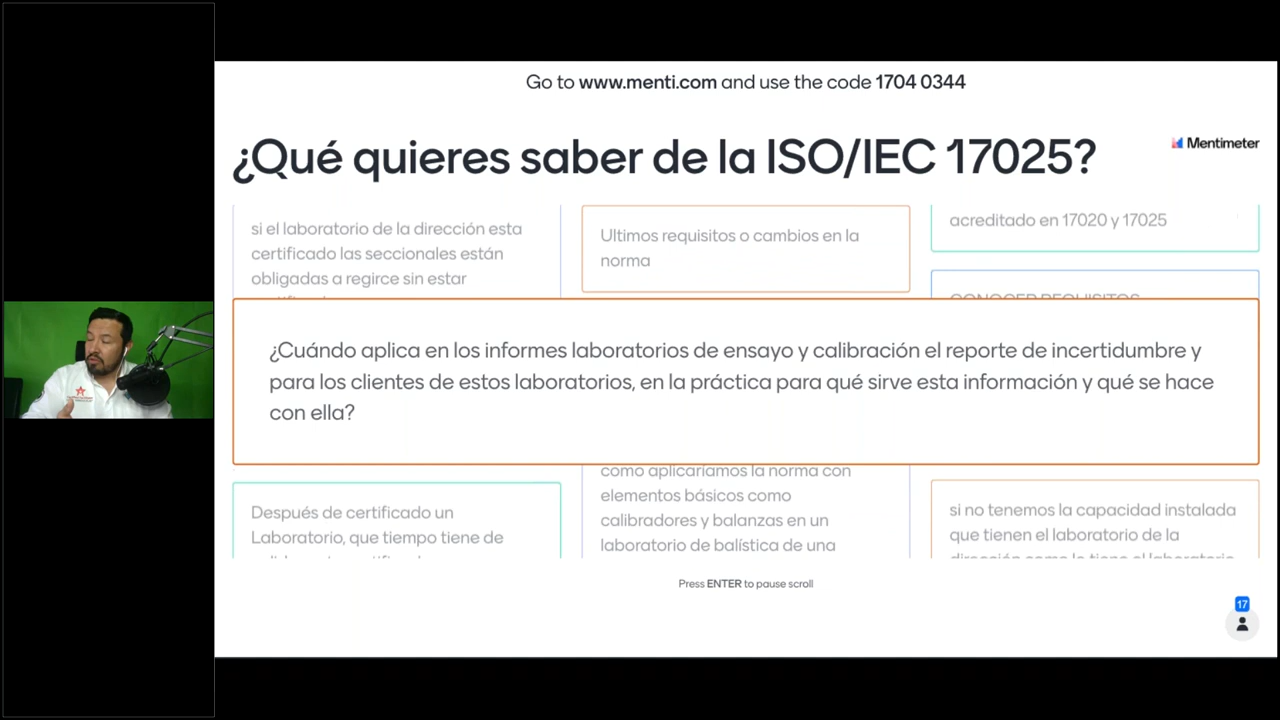 Go to www.menti.com and use the code 1704 0344
¿Qué quieres saber de la ISO/IEC 17025?
Mentimeter
si el laboratorio de la dirección esta
certificado las seccionales están
obligadas a regirce sin estar
Ultimos requisitos o cambios en la
norma
acreditado en 17020 y 17025
CONOCER REQUISITOS
¿Cuándo aplica en los informes laboratorios de ensayo y calibración el reporte de incertidumbre y
para los clientes de estos laboratorios, en la práctica para qué sirve esta información y qué se hace
con ella?
Después de certificado un
Laboratorio, que tiempo tiene de
como aplicaríamos la norma con
elementos básicos como
calibradores y balanzas en un
laboratorio de balística de una
si no tenemos la capacidad instalada
que tienen el laboratorio de la
Press ENTER to pause scroll
17